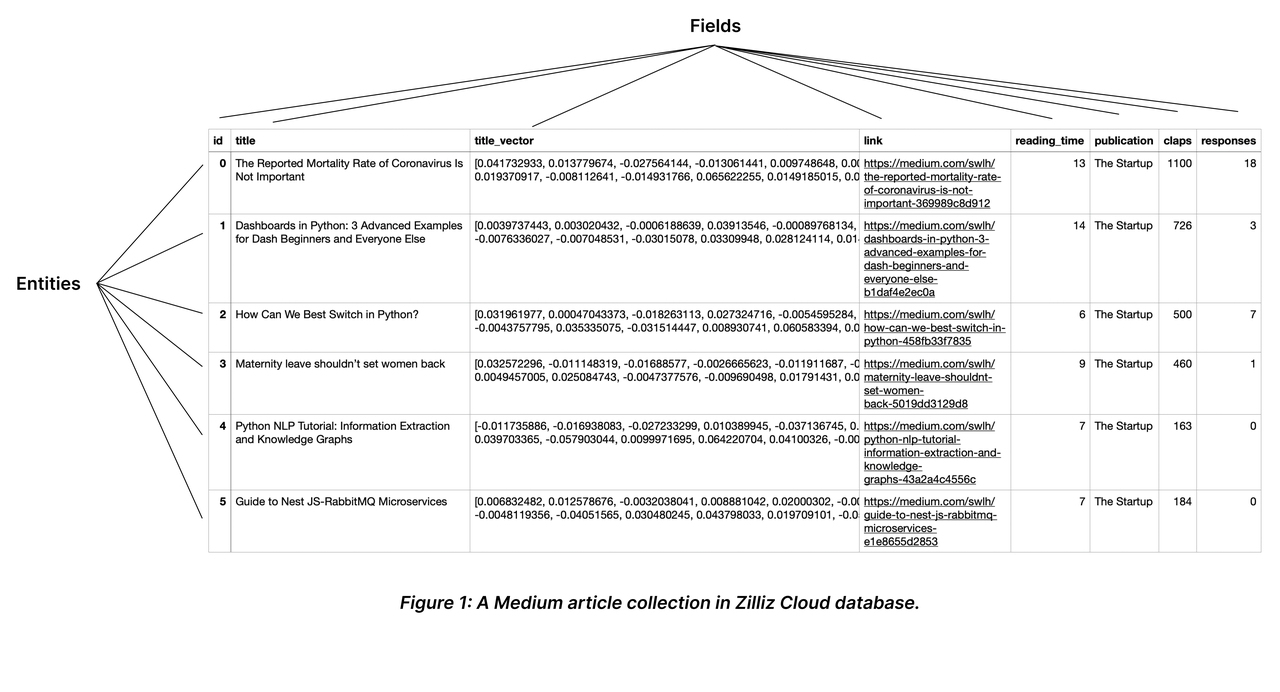 Fields
id title title_vector link reading_time publication claps responses
0 The Reported Mortality Rate of Coronavirus Is [0.041732933, 0.013779674, -0.027564144, -0.013061441, 0.009748648, 0.00 https://medium.com/swlh/ 13 The Startup 1100 18
Not Important 0.019370917, -0.008112641, -0.014931766, 0.065622255, 0.0149185015, 0.0 the-reported-mortality-rate-
of-coronavirus-is-not-
important-369989c8d912
1 Dashboards in Python: 3 Advanced Examples [0.0039737443, 0.003020432, -0.0006188639, 0.03913546, -0.00089768134, https://medium.com/swlh/ 14 The Startup 726 3
for Dash Beginners and Everyone Else -0.0076336027, -0.007048531, -0.03015078, 0.03309948, 0.028124114, 0.01 dashboards-in-python-3-
advanced-examples-for-
dash-beginners-and-
everyone-else-
b1daf4e2ec0a
Entities
2 How Can We Best Switch in Python? [0.031961977, 0.00047043373, -0.018263113, 0.027324716, -0.0054595284, https://medium.com/swlh/ 6 The Startup 500 7
-0.0043757795, 0.035335075, -0.031514447, 0.008930741, 0.060583394, 0.0 how-can-we-best-switch-in-
python-458fb33f7835
3 Maternity leave shouldn't set women back [0.032572296, -0.011148319, -0.01688577, -0.0026665623, -0.011911687, -0 https://medium.com/swlh/ 9 The Startup 460 1
0.0049457005, 0.025084743, -0.0047377576, -0.009690498, 0.01791431, 0.0 maternity-leave-shouldnt-
set-women-
back-5019dd3129d8
4 Python NLP Tutorial: Information Extraction [-0.011735886, -0.016938083, -0.027233299, 0.010389945, -0.037136745, 0. https://medium.com/swlh/ 7 The Startup 163 0
and Knowledge Graphs 0.039703365, -0.057903044, 0.0099971695, 0.064220704, 0.04100326, -0.00 python-nlp-tutorial-
information-extraction-and-
knowledge-
graphs-43a2a4c4556c
5 Guide to Nest JS-RabbitMQ Microservices [0.006832482, 0.012578676, -0.0032038041, 0.008881042, 0.02000302, -0.00 https://medium.com/swlh/ 7 The Startup 184 0
-0.0048119356, -0.04051565, 0.030480245, 0.043798033, 0.019709101, -0.0 guide-to-nest-js-rabbitmq-
microservices-
e1e8655d2853
Figure 1: A Medium article collection in Zilliz Cloud database.